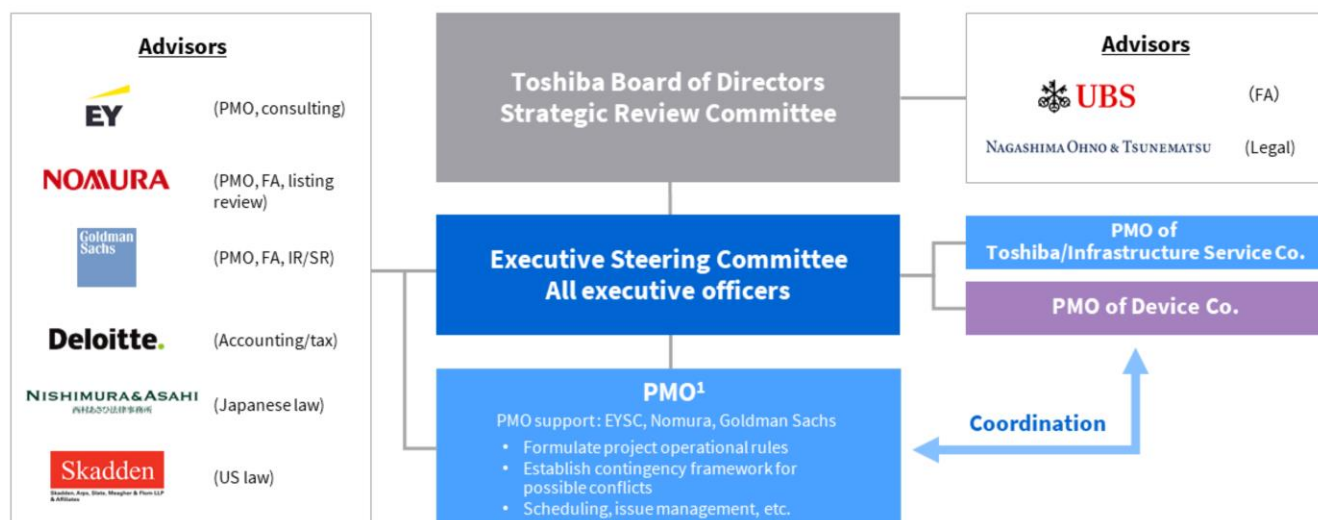 Advisors
EY
(PMO, consulting)
NOMURA
(PMO, FA, listing
review)
Goldman
Sachs
(PMO, FA, IR/SR)
Deloitte.
(Accounting/tax)
NISHIMURA&ASAHI
西村あさひ法律事務所
(Japanese law)
Skadden
Skadden, Arps, Slate, Meagher & Flom LLP
& Affiliates
(US law)
Toshiba Board of Directors
Strategic Review Committee
Executive Steering Committee
All executive officers
PMO¹
PMO support: EYSC, Nomura, Goldman Sachs
• Formulate project operational rules
• Establish contingency framework for
possible conflicts
• Scheduling, issue management, etc.
Advisors
UBS
(FA)
NAGASHIMA OHNO & TSUNEMATSU
(Legal)
PMO of
Toshiba/Infrastructure Service Co.
PMO of Device Co.
Coordination